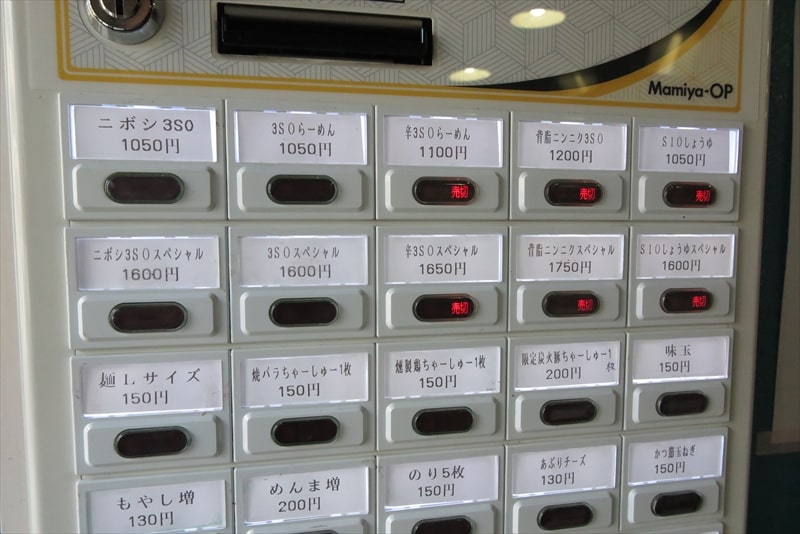 Mamiya-OP
ニボシ3SO
1050円
3SOらーめん
1050円
辛3SOらーめん
1100円
売切
背脂ニンニク3SO
1200円
売切
SIOしょうゆ
1050円
売切
ニボシ3SOスペシャル
1600円
3SOスペシャル
1600円
辛3SOスペシャル
1650円
売切
背脂ニンニクスペシャル
1750円
売切
SIOしょうゆスペシャル
1600円
売切
麺Lサイズ
150円
焼バラちゃーしゅー1枚
150円
燻製鶏ちゃーしゅー1枚
150円
限定炭火豚ちゃーしゅー1
200円 枚
味玉
150円
もやし増
130円
めんま増
200円
のり5枚
150円
あぶりチーズ
130円
かつ節玉ねぎ
150円